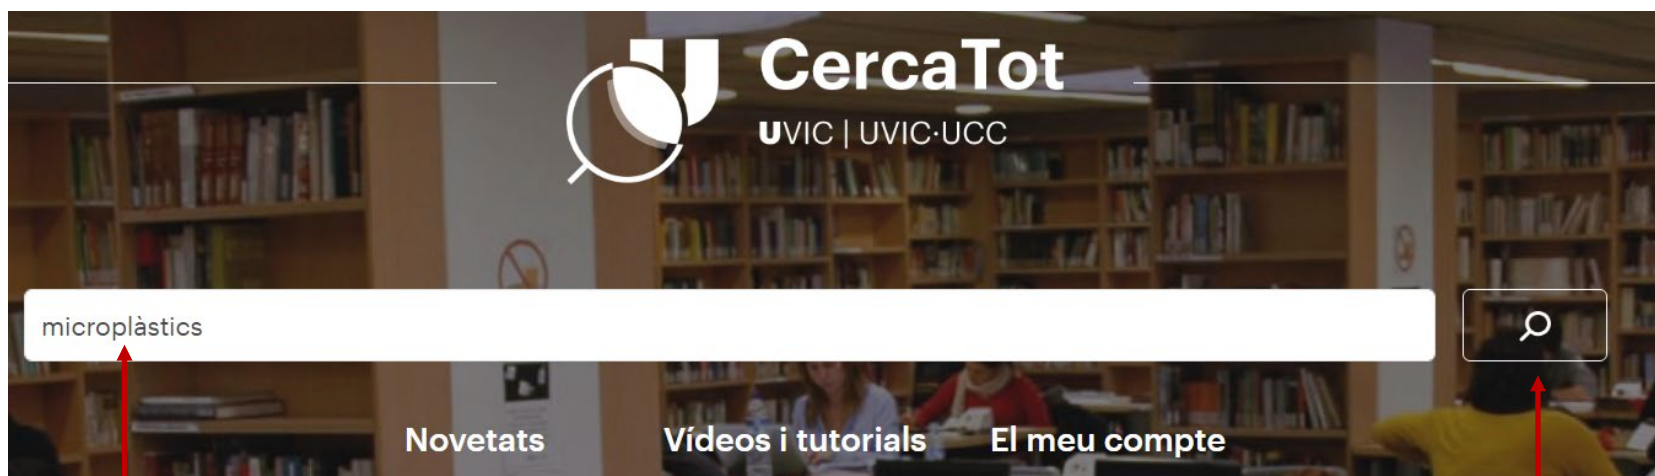 CercaTot
UVIC | UVIC·UCC
microplàstics
Novetats
Vídeos i tutorials
El meu compte